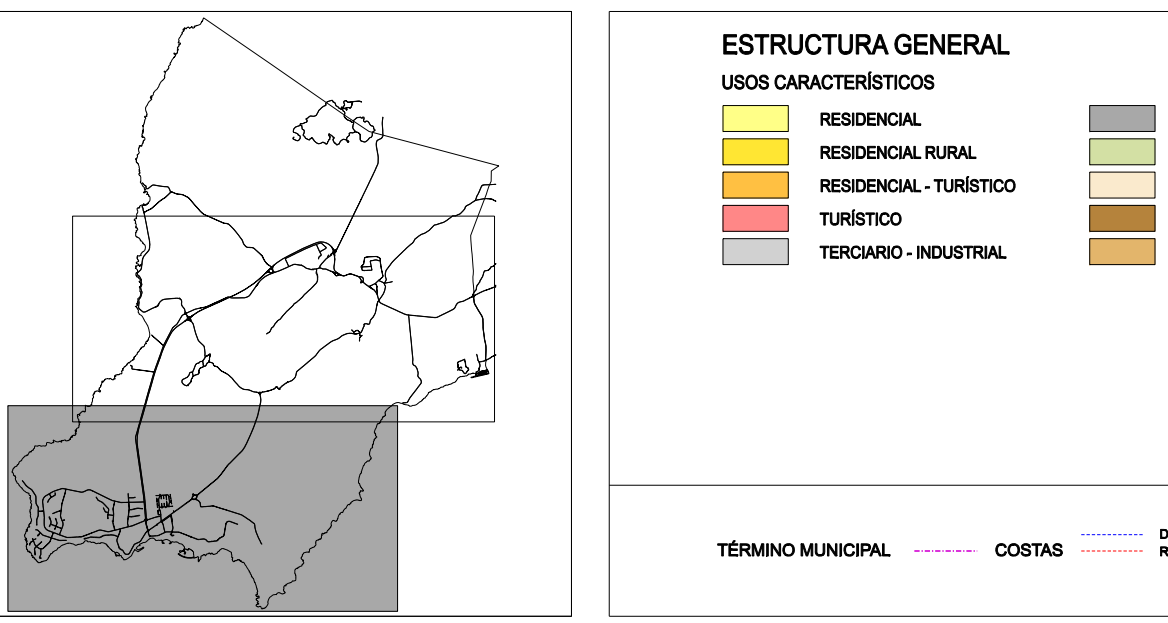 ESTRUCTURA GENERAL
USOS CARACTERÍSTICOS
RESIDENCIAL
RESIDENCIAL RURAL
RESIDENCIAL - TURÍSTICO
TURÍSTICO
TERCIARIO - INDUSTRIAL
TÉRMINO MUNICIPAL
COSTAS
D
R